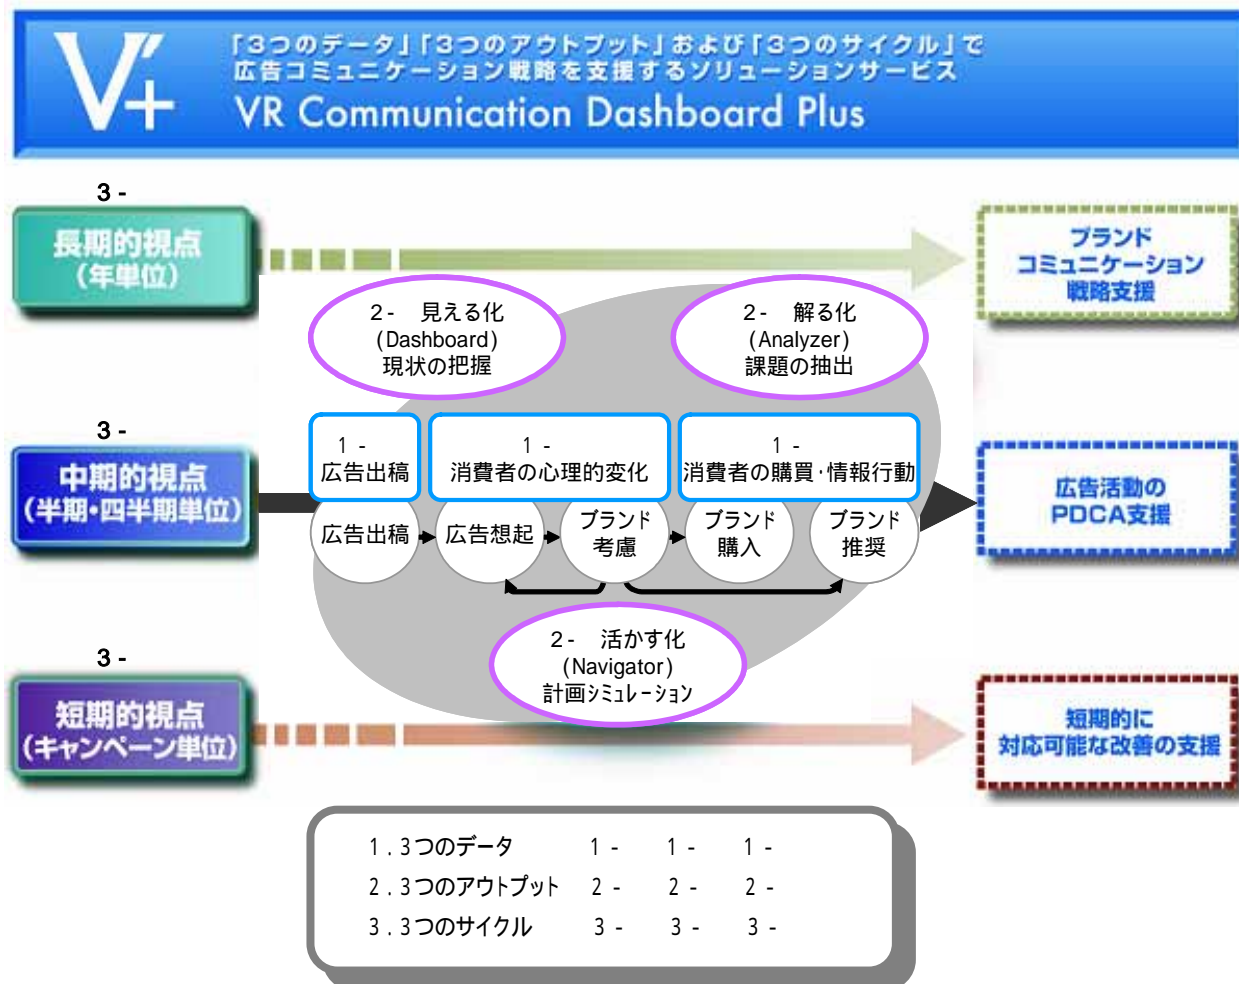 V'+
「3つのデータ」「3つのアウトプット」および「3つのサイクル」で
広告コミュニケーション戦略を支援するソリューションサービス
VR Communication Dashboard Plus
3 -
長期的視点
(年単位)
ブランド
コミュニケーション
戦略支援
2 - 見える化
(Dashboard)
現状の把握
2 - 解る化
(Analyzer)
課題の抽出
3 -
中期的視点
(半期・四半期単位)
1 -
広告出稿
1 -
消費者の心理的変化
1 -
消費者の購買・情報行動
広告出稿
広告想起
ブランド
考慮
ブランド
購入
ブランド
推奨
広告活動の
PDCA支援
2 - 活かす化
(Navigator)
計画シミュレーション
3 -
短期的視点
(キャンペーン単位)
短期的に
対応可能な改善の支援
1.3つのデータ 1 - 1 - 1 -
2.3つのアウトプット 2 - 2 - 2 -
3.3つのサイクル 3 - 3 - 3 -